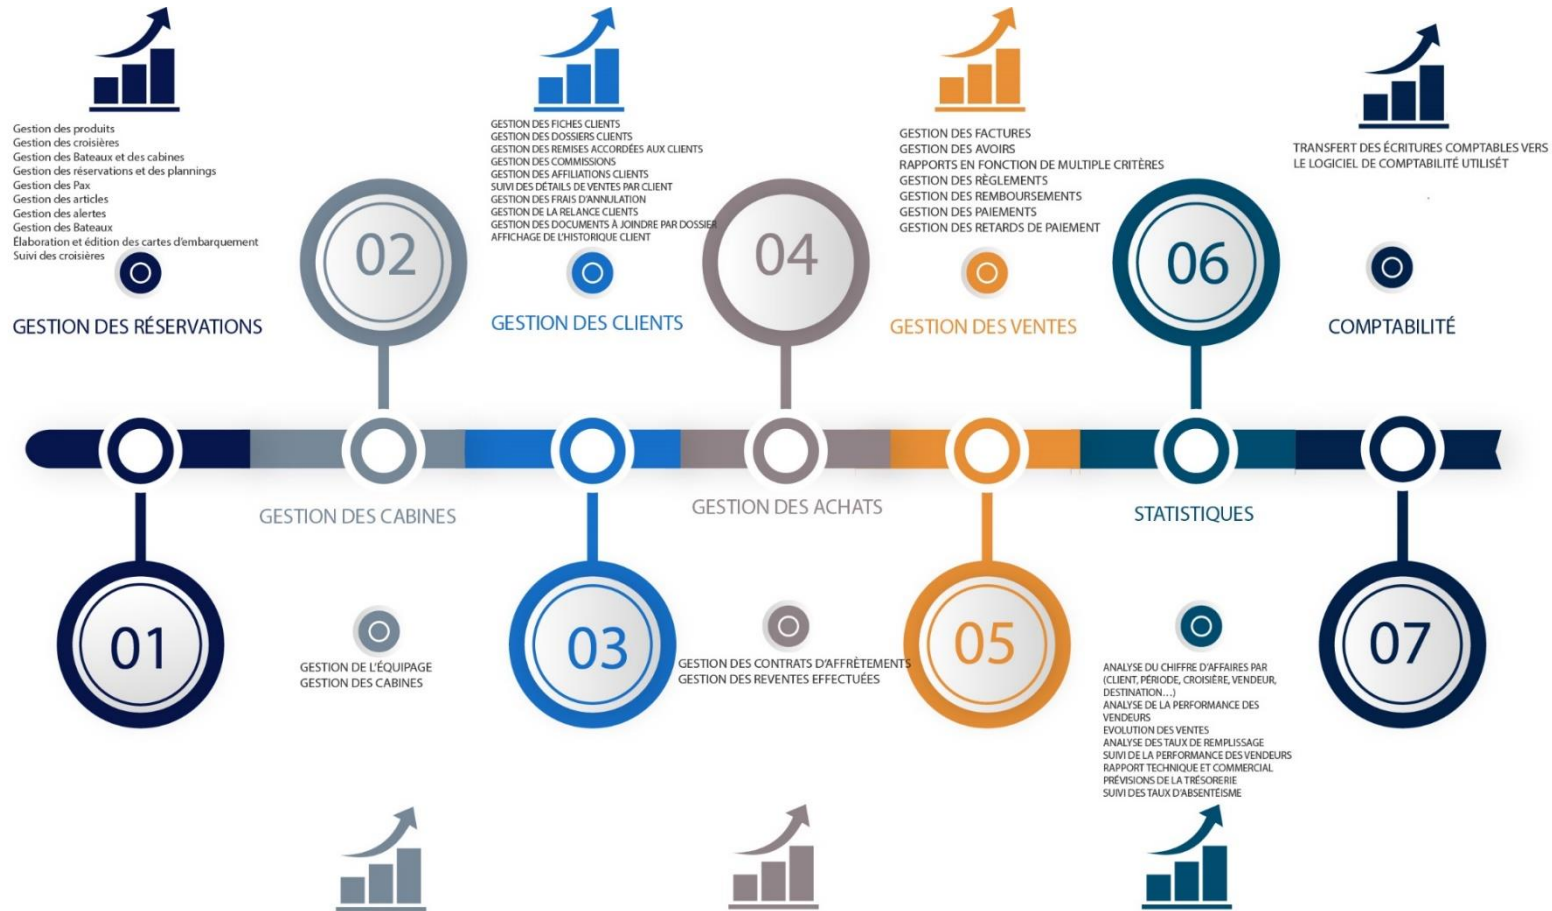 Gestion des produits
Gestion des croisières
Gestion des Bateaux et des cabines
Gestion des réservations et des plannings
Gestion des Pax
Gestion des articles
Gestion des alertes
Gestion des Bateaux
Élaboration et édition des cartes d'embarquement
Suivi des croisières
GESTION DES RÉSERVATIONS
01
02
GESTION DES CABINES
GESTION DE L'ÉQUIPAGE
GESTION DES CABINES
GESTION DES FICHES CLIENTS
GESTION DES DOSSIERS CLIENTS
GESTION DES REMISES ACCORDÉES AUX CLIENTS
GESTION DES COMMISSIONS
GESTION DES AFFILIATIONS CLIENTS
SUIVI DES DÉTAILS DE VENTES PAR CLIENT
GESTION DES FRAIS D'ANNULATION
GESTION DE LA RELANCE CLIENTS
GESTION DES DOCUMENTS À JOINDRE PAR DOSSIER
AFFICHAGE DE L'HISTORIQUE CLIENT
GESTION DES CLIENTS
03
04
GESTION DES ACHATS
GESTION DES CONTRATS D'AFFRÈTEMENTS
GESTION DES REVENTES EFFECTUÉES
GESTION DES FACTURES
GESTION DES AVOIRS
RAPPORTS EN FONCTION DE MULTIPLE CRITÈRES
GESTION DES RÈGLEMENTS
GESTION DES REMBOURSEMENTS
GESTION DES PAIEMENTS
GESTION DES RETARDS DE PAIEMENT
GESTION DES VENTES
05
06
STATISTIQUES
ANALYSE DU CHIFFRE D'AFFAIRES PAR
(CLIENT, PÉRIODE, CROISIÈRE, VENDEUR,
DESTINATION...)
ANALYSE DE LA PERFORMANCE DES
VENDEURS
EVOLUTION DES VENTES
ANALYSE DES TAUX DE REMPLISSAGE
SUIVI DE LA PERFORMANCE DES VENDEURS
RAPPORT TECHNIQUE ET COMMERCIAL
PRÉVISIONS DE LA TRÉSORERIE
SUIVI DES TAUX D'ABSENTÉISME
TRANSFERT DES ÉCRITURES COMPTABLES VERS
LE LOGICIEL DE COMPTABILITÉ UTILISÉT
.
COMPTABILITÉ
07